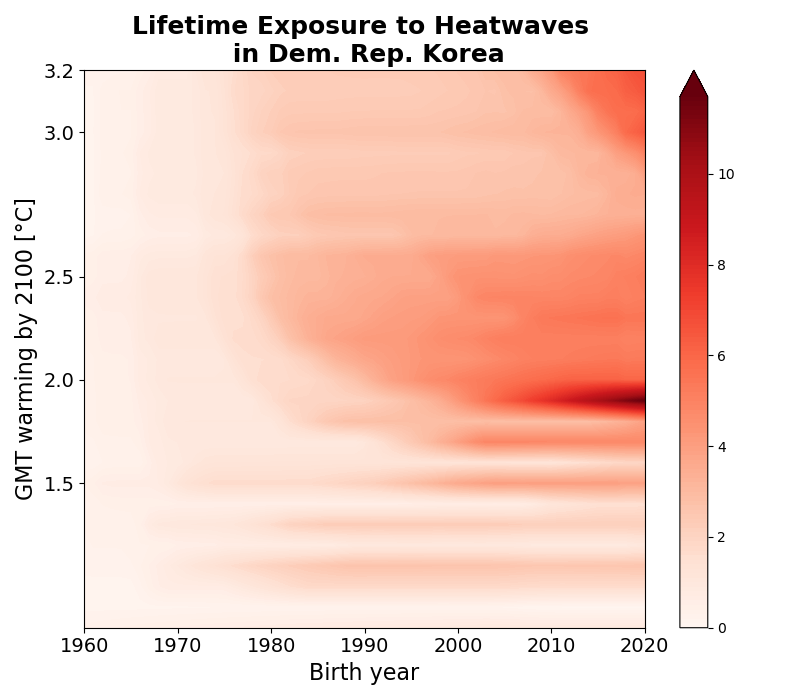 Lifetime Exposure to Heatwaves
in Dem. Rep. Korea
3.2
3.0
2.5
2.0
1.5
GMT warming by 2100 [°C]
1960 1970 1980 1990 2000 2010 2020
Birth year
10
8
6
4
2
0